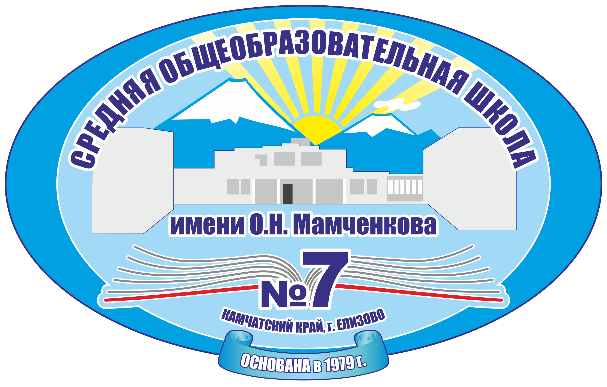 СРЕДНЯЯ ОБЩЕОБРАЗОВАТЕЛЬНАЯ ШКОЛА
имени О.Н. Мамченкова
№7
КАМЧАТСКИЙ КРАЙ, г. ЕЛИЗОВО
ОСНОВАНА В 1979 г.